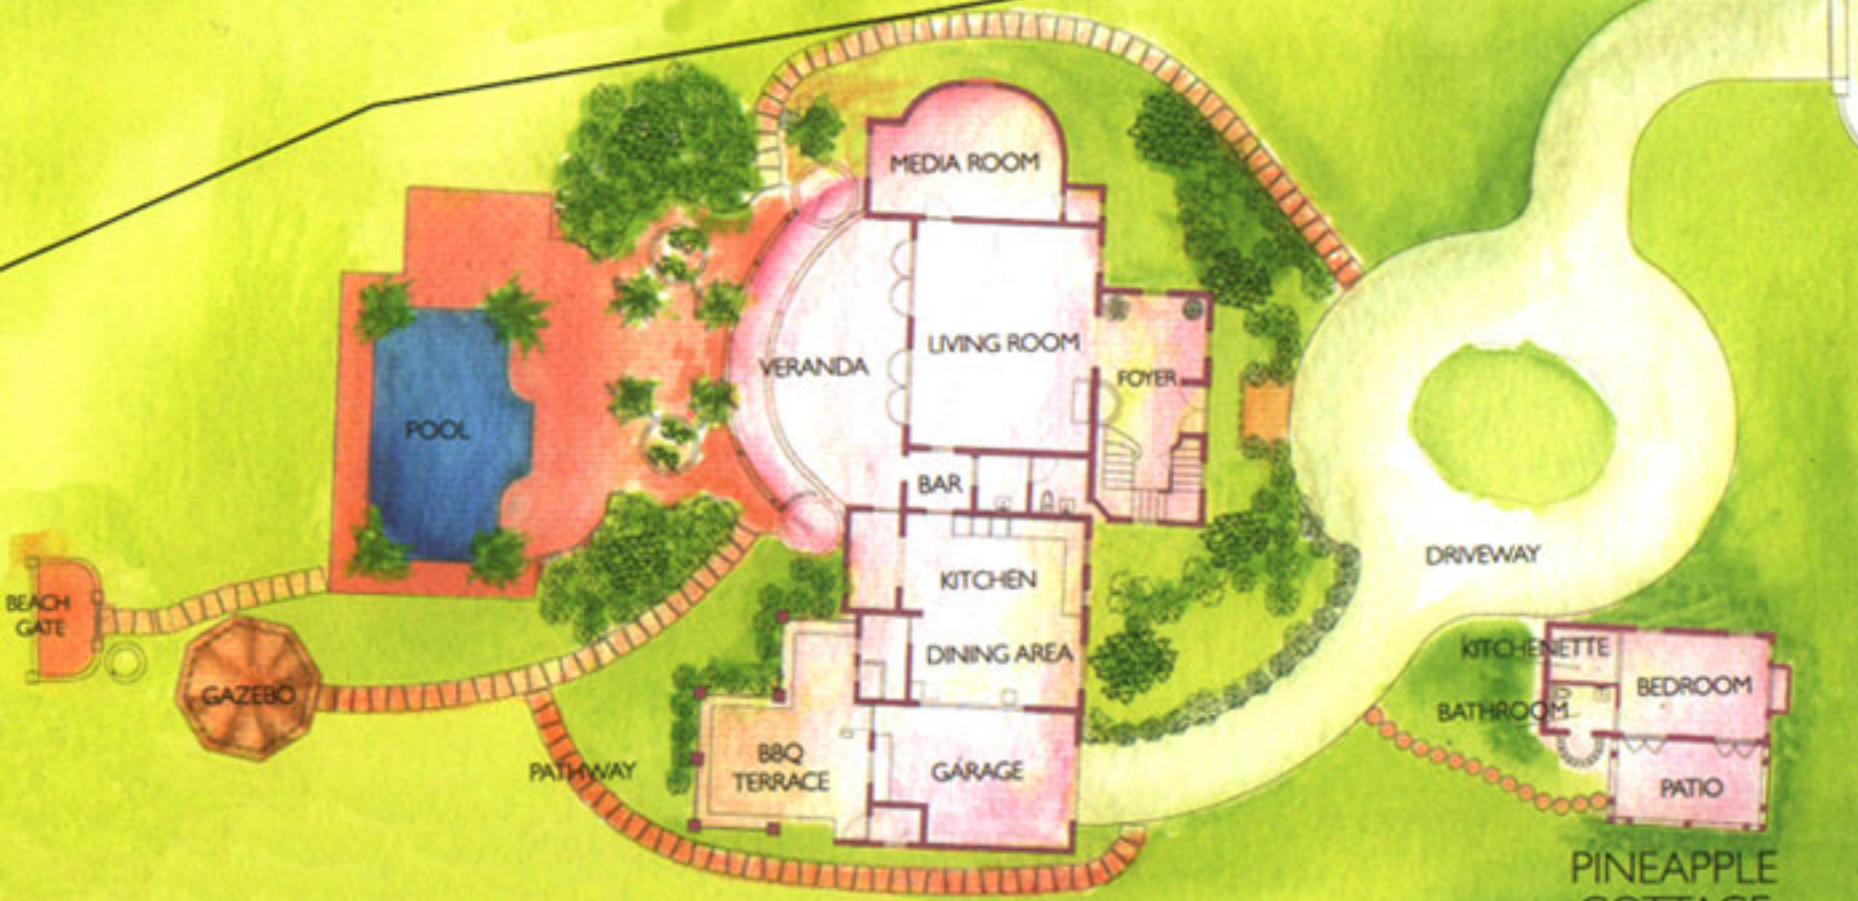 MEDIA ROOM
LIVING ROOM
VERANDA
FOYER
POOL
BAR
DRIVEWAY
KITCHEN
BEACH
GATE
DINING AREA
KITCHENETTE
BEDROOM
GAZEBO
BATHROOM
PATHWAY
BBQ
TERRACE
GARAGE
PATIO
PINEAPPLE
COTTAGE